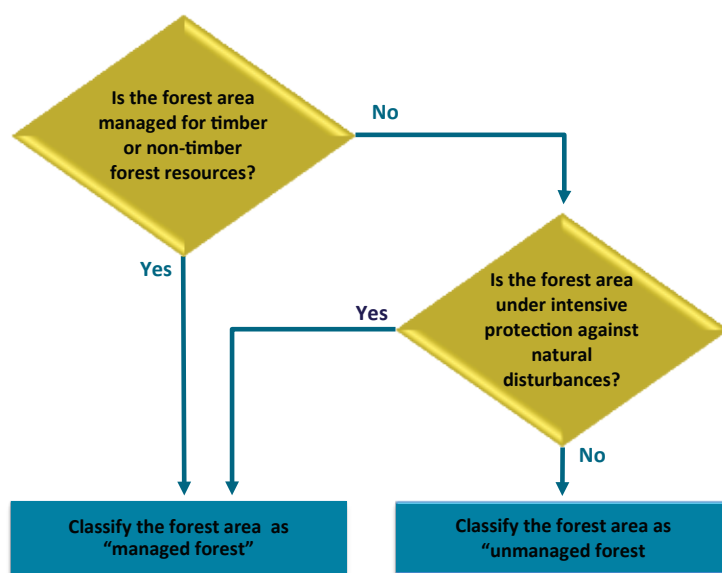 Is the forest area
managed for timber
or non-timber
forest resources?
No
Yes
Is the forest area
under intensive
protection against
natural
disturbances?
Yes
No
Classify the forest area as
“managed forest”
Classify the forest area as
“unmanaged forest